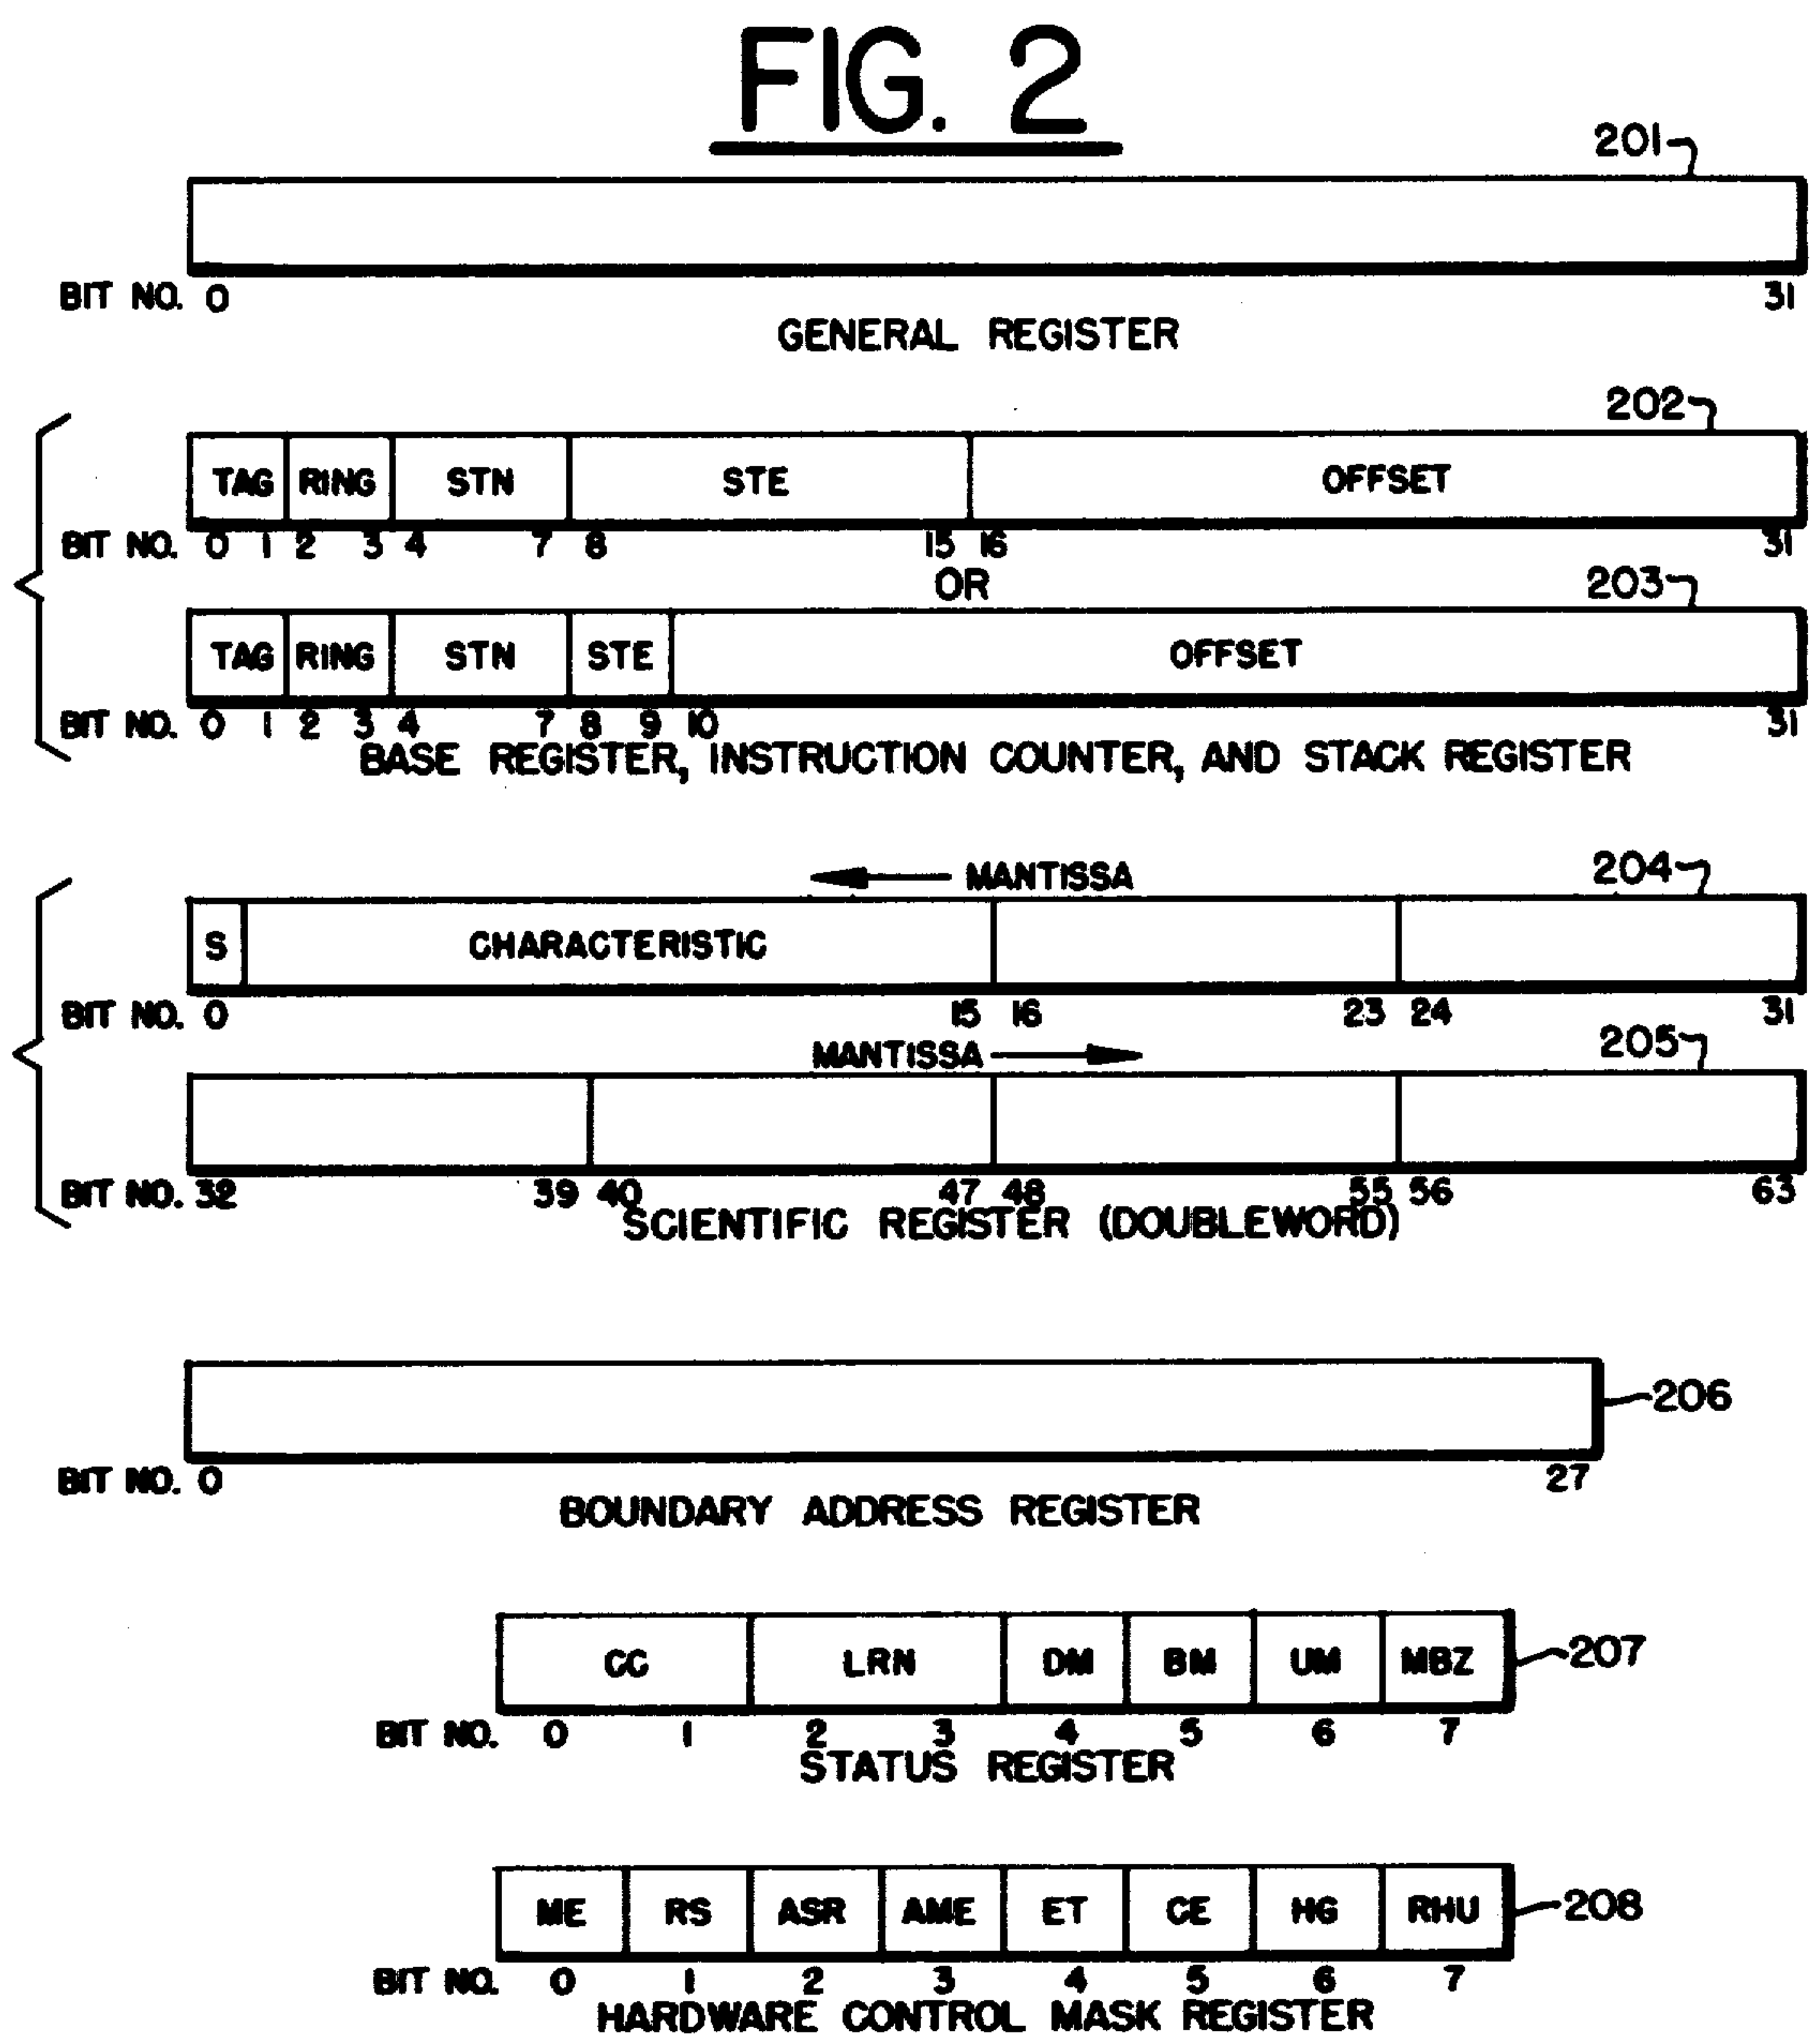 FIG. 2
201
BIT NO. 0 31
GENERAL REGISTER
202
TAG RING STN STE OFFSET
BIT NO. 0 1 2 3 4 7 8 15 16 31
OR
203
TAG RING STN STE OFFSET
BIT NO. 0 1 2 3 4 7 8 9 10 31
BASE REGISTER, INSTRUCTION COUNTER, AND STACK REGISTER
MANTISSA 204
S CHARACTERISTIC
BIT NO. 0 15 16 23 24 31
MANTISSA 205
BIT NO. 32 39 40 47 48 55 56 63
SCIENTIFIC REGISTER (DOUBLEWORD)
206
BIT NO. 0 27
BOUNDARY ADDRESS REGISTER
CC LRN DM BM UM MBZ 207
BIT NO. 0 1 2 3 4 5 6 7
STATUS REGISTER
ME RS ASR AME ET CE HG RHU 208
BIT NO. 0 1 2 3 4 5 6 7
HARDWARE CONTROL MASK REGISTER